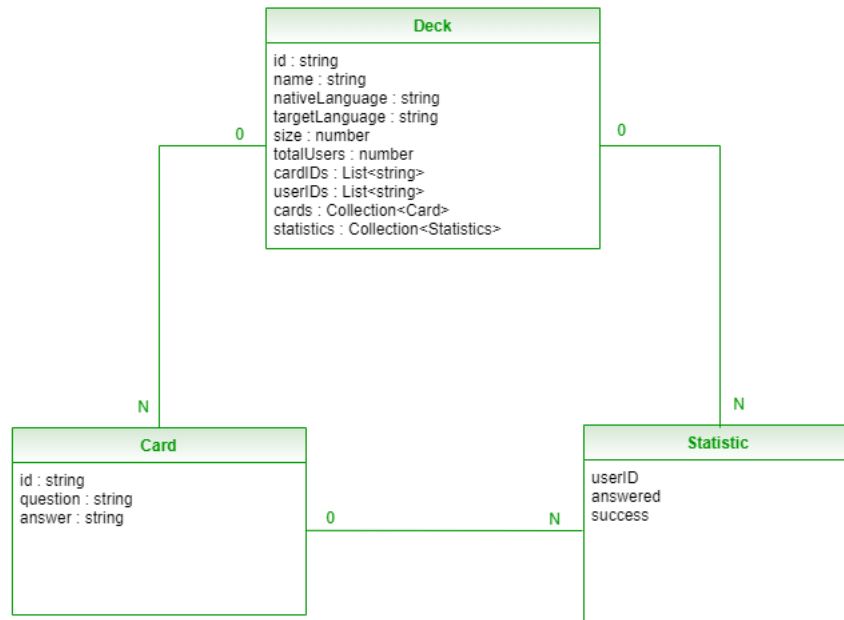 Deck
id : string
name : string
nativeLanguage : string
targetLanguage : string
size : number
totalUsers : number
cardIDs : List<string>
userIDs : List<string>
cards : Collection<Card>
statistics : Collection<Statistics>
0
0
N
N
Card
id : string
question : string
answer : string
0
N
Statistic
userID
answered
success